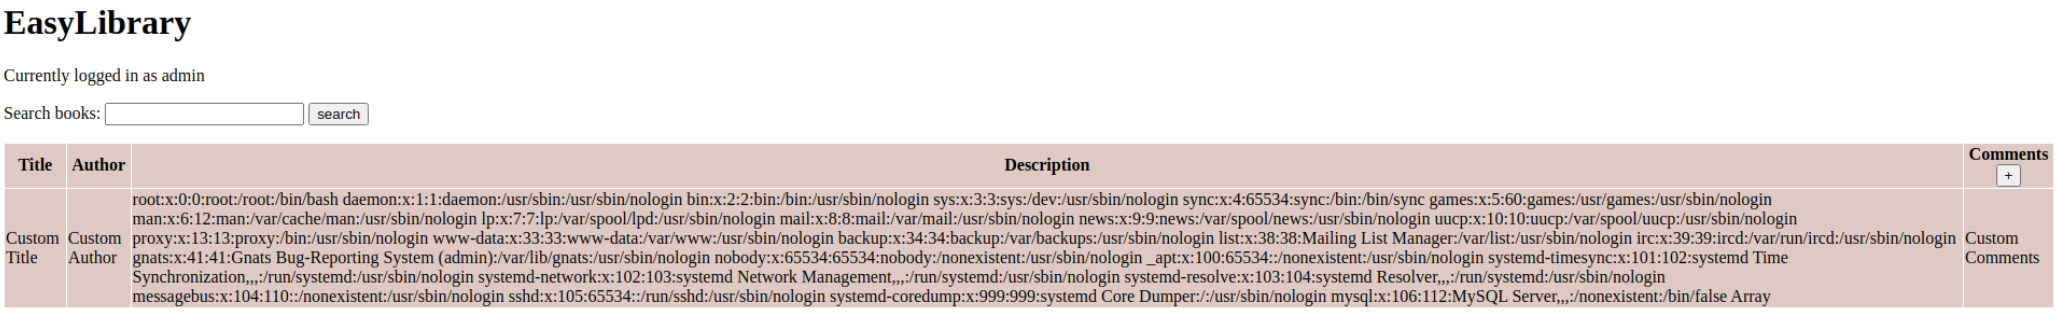 EasyLibrary
Currently logged in as admin
Search books: search
Title Author Description Comments
+
Custom Title
Custom Author
root:x:0:0:root:/root:/bin/bash daemon:x:1:1:daemon:/usr/sbin:/usr/sbin/nologin bin:x:2:2:bin:/bin:/usr/sbin/nologin sys:x:3:3:sys:/dev:/usr/sbin/nologin sync:x:4:65534:sync:/bin:/bin/sync games:x:5:60:games:/usr/games:/usr/sbin/nologin
man:x:6:12:man:/var/cache/man:/usr/sbin/nologin lp:x:7:7:lp:/var/spool/lpd:/usr/sbin/nologin mail:x:8:8:mail:/var/mail:/usr/sbin/nologin news:x:9:9:news:/var/spool/news:/usr/sbin/nologin uucp:x:10:10:uucp:/var/spool/uucp:/usr/sbin/nologin
proxy:x:13:13:proxy:/bin:/usr/sbin/nologin www-data:x:33:33:www-data:/var/www:/usr/sbin/nologin backup:x:34:34:backup:/var/backups:/usr/sbin/nologin list:x:38:38:Mailing List Manager:/var/list:/usr/sbin/nologin irc:x:39:39:ircd:/var/run/ircd:/usr/sbin/nologin
gnats:x:41:41:Gnats Bug-Reporting System (admin):/var/lib/gnats:/usr/sbin/nologin nobody:x:65534:65534:nobody:/nonexistent:/usr/sbin/nologin _apt:x:100:65534::/nonexistent:/usr/sbin/nologin systemd-timesync:x:101:102:systemd Time
Synchronization,,,:/run/systemd:/usr/sbin/nologin systemd-network:x:102:103:systemd Network Management,,,:/run/systemd:/usr/sbin/nologin systemd-resolve:x:103:104:systemd Resolver,,,:/run/systemd:/usr/sbin/nologin
messagebus:x:104:110::/nonexistent:/usr/sbin/nologin sshd:x:105:65534::/run/sshd:/usr/sbin/nologin systemd-coredump:x:999:999:systemd Core Dumper:/:/usr/sbin/nologin mysql:x:106:112:MySQL Server,,,:/nonexistent:/bin/false Array
Custom
Comments